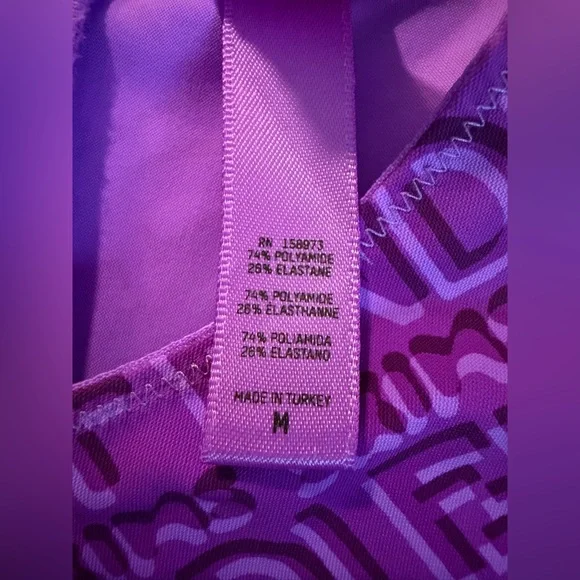 RN 158973
74% POLYAMIDE
26% ELASTANE
74% POLYAMIDE
26% ELASTHANNE
74% POLIAMIDA
26% ELASTANO
MADE IN TURKEY
M